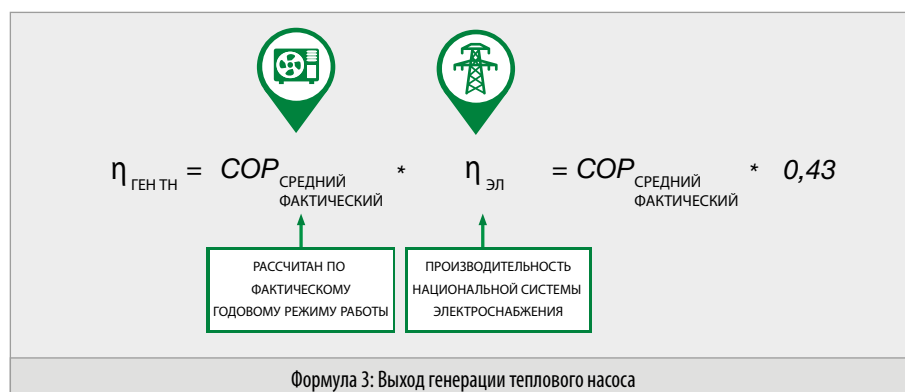 η ГЕН ТН = COP СРЕДНИЙ ФАКТИЧЕСКИЙ * η ЭЛ = COP СРЕДНИЙ ФАКТИЧЕСКИЙ * 0,43
РАССЧИТАН ПО
ФАКТИЧЕСКОМУ
ГОДОВОМУ РЕЖИМУ РАБОТЫ
ПРОИЗВОДИТЕЛЬНОСТЬ
НАЦИОНАЛЬНОЙ СИСТЕМЫ
ЭЛЕКТРОСНАБЖЕНИЯ
Формула 3: Выход генерации теплового насоса